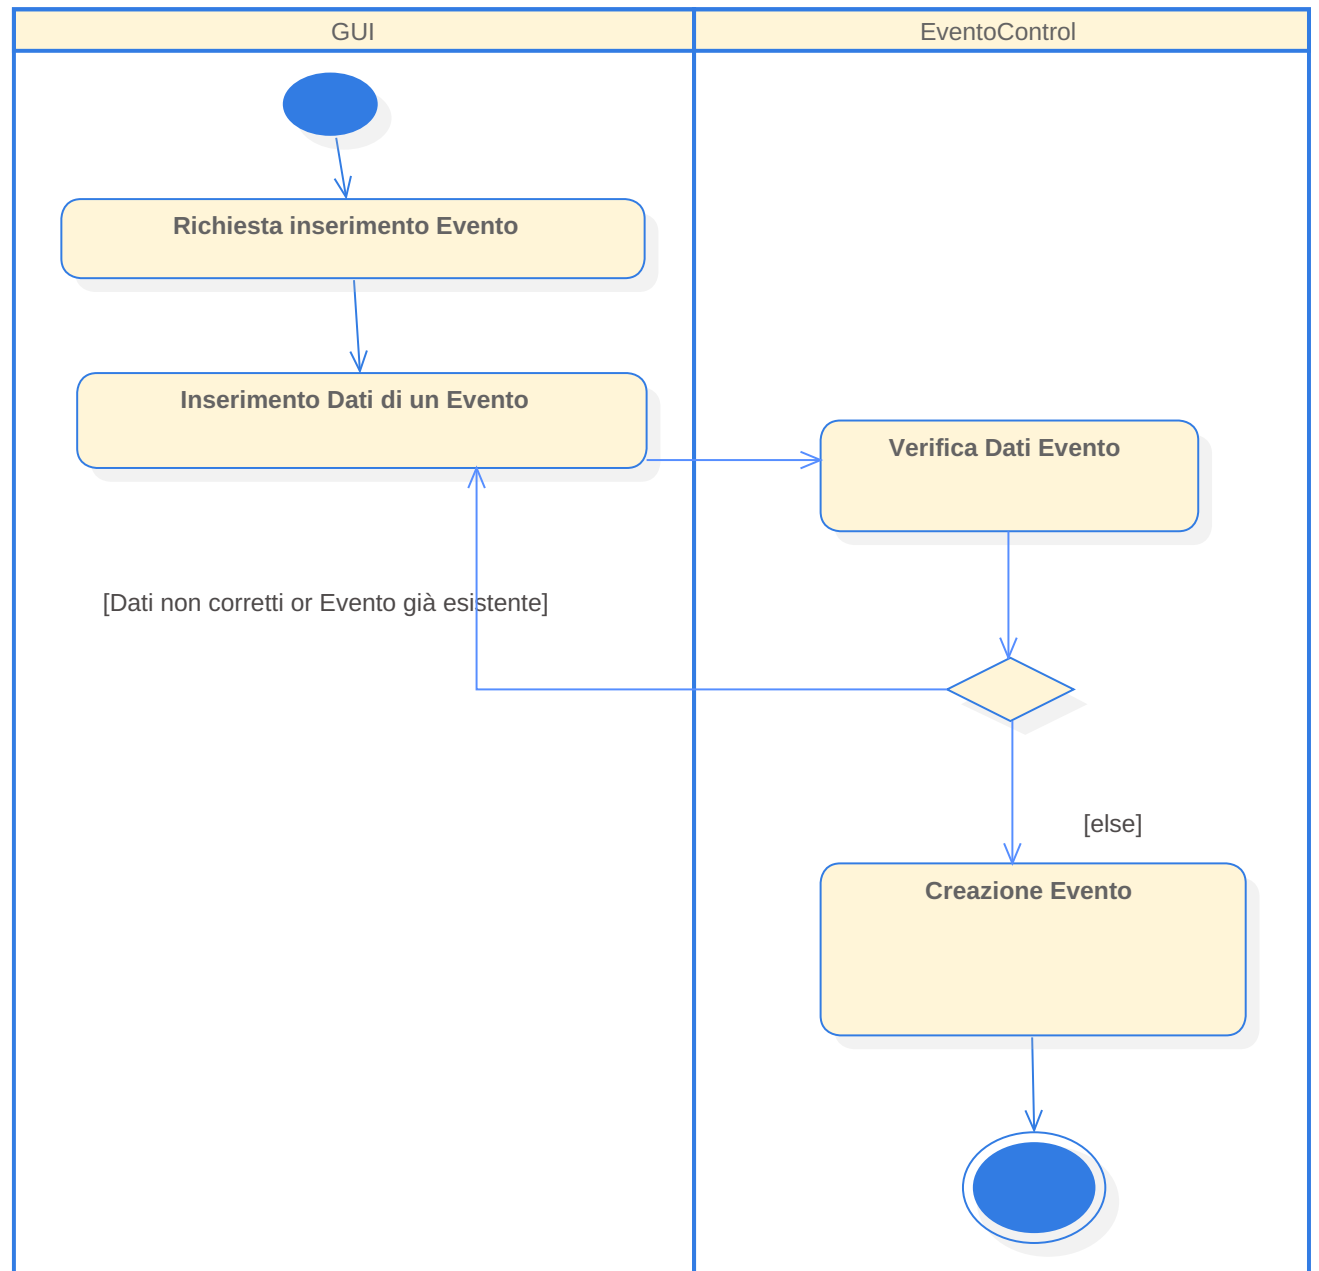 GUI
EventoControl
Richiesta inserimento Evento
Inserimento Dati di un Evento
Verifica Dati Evento
[Dati non corretti or Evento già esistente]
[else]
Creazione Evento